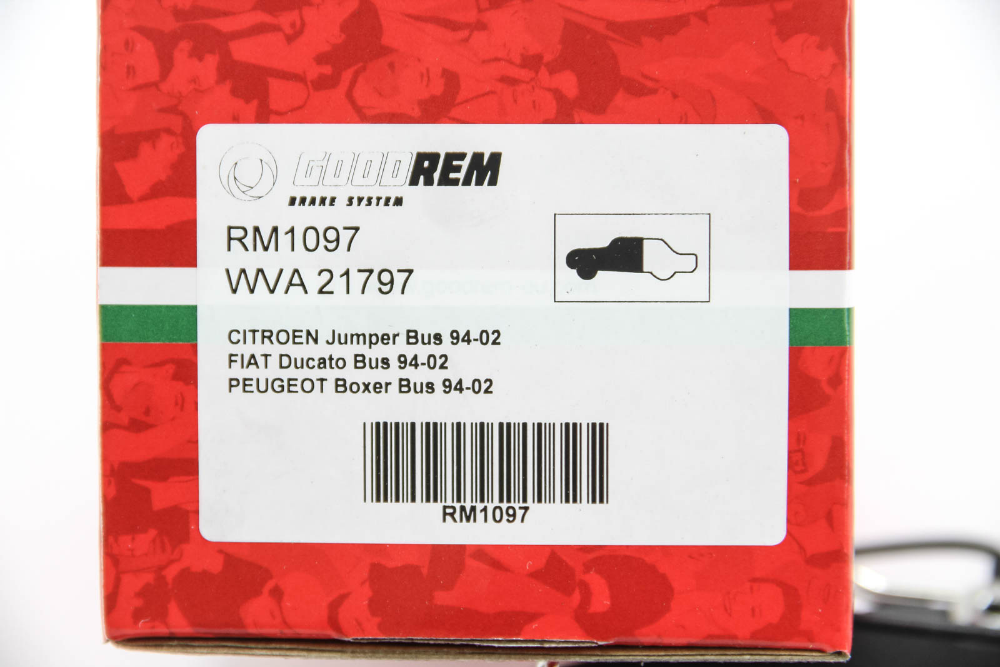 GOODREM
BRAKE SYSTEM
RM1097
WVA 21797
CITROEN Jumper Bus 94-02
FIAT Ducato Bus 94-02
PEUGEOT Boxer Bus 94-02
RM1097